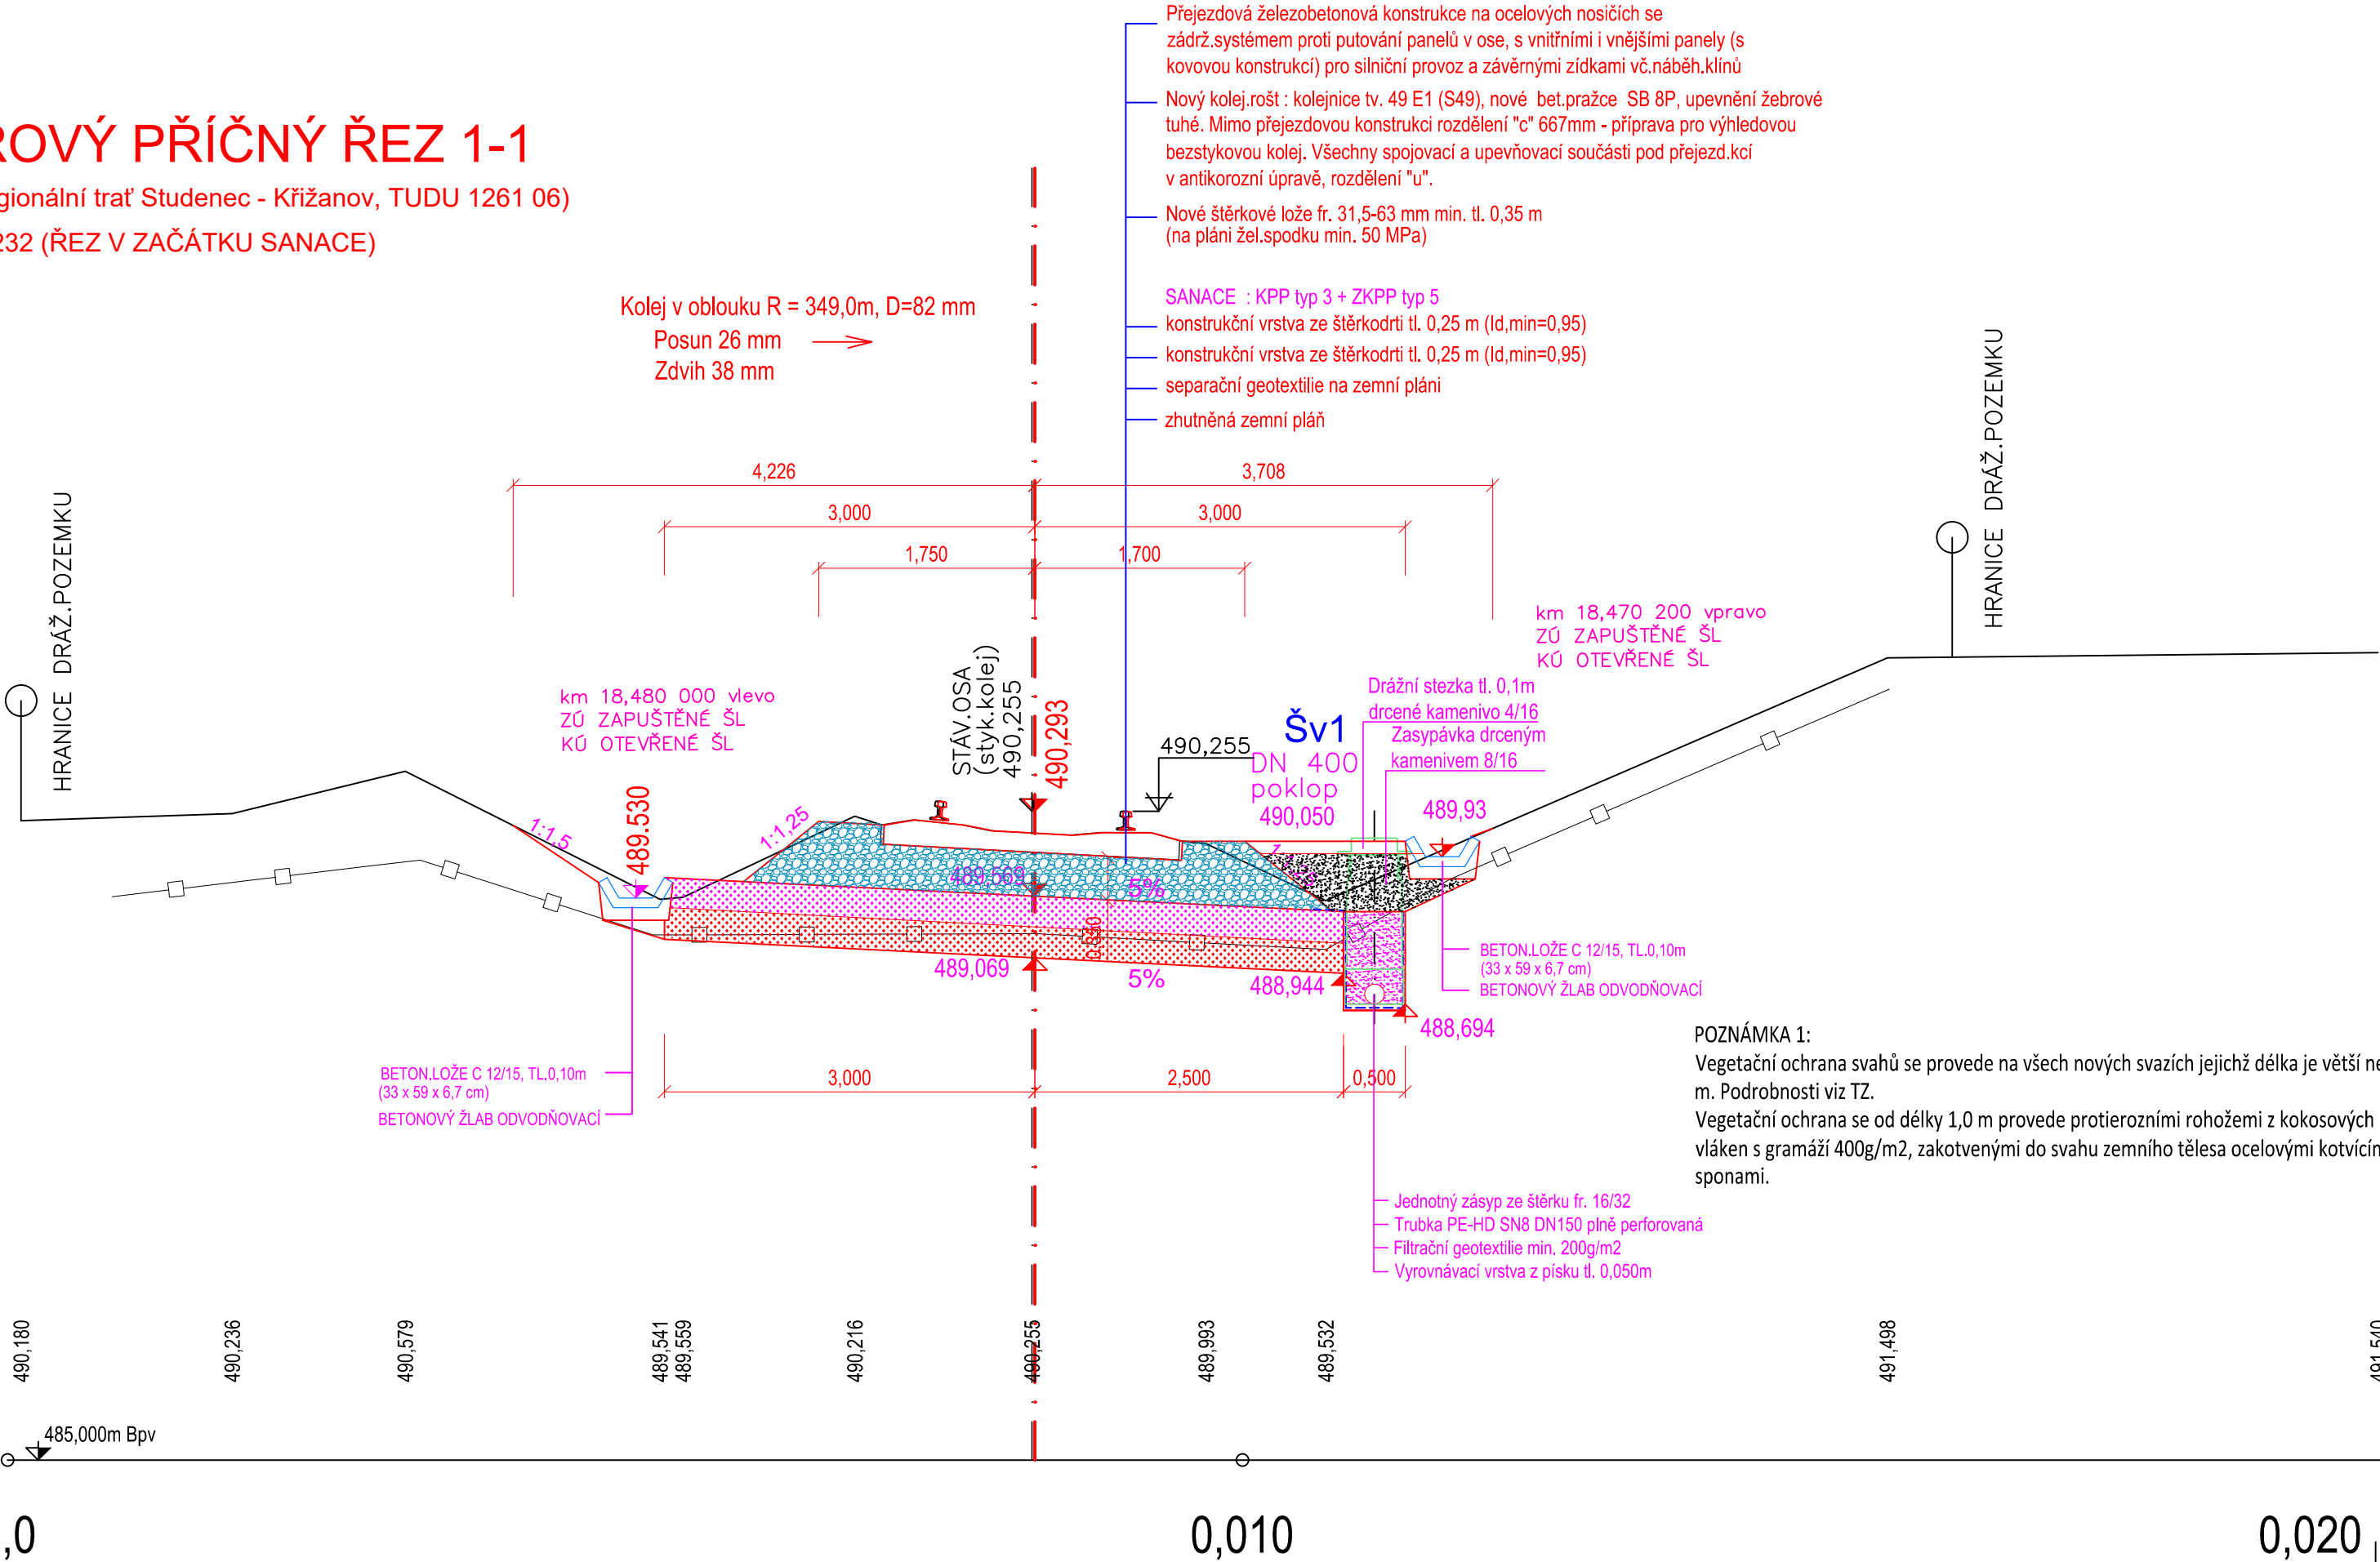 Přejezdová železobetonová konstrukce na ocelových nosičích se
zádrž.systémem proti putování panelů v ose, s vnitřními i vnějšími panely (s
kovovou konstrukcí) pro silniční provoz a závěrnými zídkami vč.náběh.klínů
Nový kolej.rošt : kolejnice tv. 49 E1 (S49), nové bet.pražce SB 8P, upevnění žebrové
tuhé. Mimo přejezdovou konstrukci rozdělení "c" 667mm - příprava pro výhledovou
bezstykovou kolej. Všechny spojovací a upevňovací součásti pod přejezd.kcí
v antikorozní úpravě, rozdělení "u".
Nové štěrkové lože fr. 31,5-63 mm min. tl. 0,35 m
(na pláni žel.spodku min. 50 MPa)
SANACE : KPP typ 3 + ZKPP typ 5
konstrukční vrstva ze štěrkodrti tl. 0,25 m (Id,min=0,95)
konstrukční vrstva ze štěrkodrti tl. 0,25 m (Id,min=0,95)
separační geotextilie na zemní pláni
zhutněná zemní pláň
ROVÝ PŘÍČNÝ ŘEZ 1-1
gionální trať Studenec - Křižanov, TUDU 1261 06)
232 (ŘEZ V ZAČÁTKU SANACE)
Kolej v oblouku R = 349,0m, D=82 mm
Posun 26 mm
Zdvih 38 mm
4,226
3,708
3,000
3,000
1,750
1,700
HRANICE DRÁŽ.POZEMKU
HRANICE DRÁŽ.POZEMKU
km 18,470 200 vpravo
ZÚ ZAPUŠTĚNÉ ŠL
KÚ OTEVŘENÉ ŠL
km 18,480 000 vlevo
ZÚ ZAPUŠTĚNÉ ŠL
KÚ OTEVŘENÉ ŠL
STÁV.OSA
(styk.kolej)
490,255
490,293
490,255
Šv1
DN 400
poklop
490,050
Drážní stezka tl. 0,1m
drcené kamenivo 4/16
Zasypávka drceným
kamenivem 8/16
489,93
1:1,5
489.530
1:1,25
489,569
5%
0,350
489,069
5%
488,944
488,694
BETON.LOŽE C 12/15, TL.0,10m
(33 x 59 x 6,7 cm)
BETONOVÝ ŽLAB ODVODŇOVACÍ
BETON.LOŽE C 12/15, TL.0,10m
(33 x 59 x 6,7 cm)
BETONOVÝ ŽLAB ODVODŇOVACÍ
3,000
2,500
0,500
POZNÁMKA 1:
Vegetační ochrana svahů se provede na všech nových svazích jejichž délka je větší ne
m. Podrobnosti viz TZ.
Vegetační ochrana se od délky 1,0 m provede protierozními rohožemi z kokosových
vláken s gramáží 400g/m2, zakotvenými do svahu zemního tělesa ocelovými kotvícím
sponami.
Jednotný zásyp ze štěrku fr. 16/32
Trubka PE-HD SN8 DN150 plně perforovaná
Filtrační geotextilie min. 200g/m2
Vyrovnávací vrstva z písku tl. 0,050m
490,180
490,236
490,579
489,541
489,559
490,216
490,255
489,993
489,532
491,498
491,540
485,000m Bpv
,0
0,010
0,020